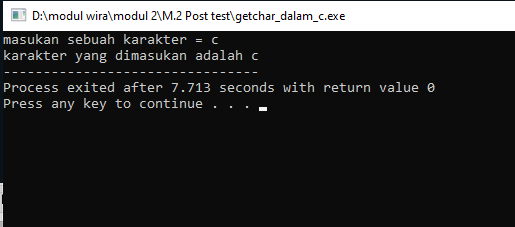 D:\modul wira\modul 2\M.2 Post test\getchar_dalam_c.exe
masukan sebuah karakter = c
karakter yang dimasukan adalah c
--------------------------------
Process exited after 7.713 seconds with return value 0
Press any key to continue . . .